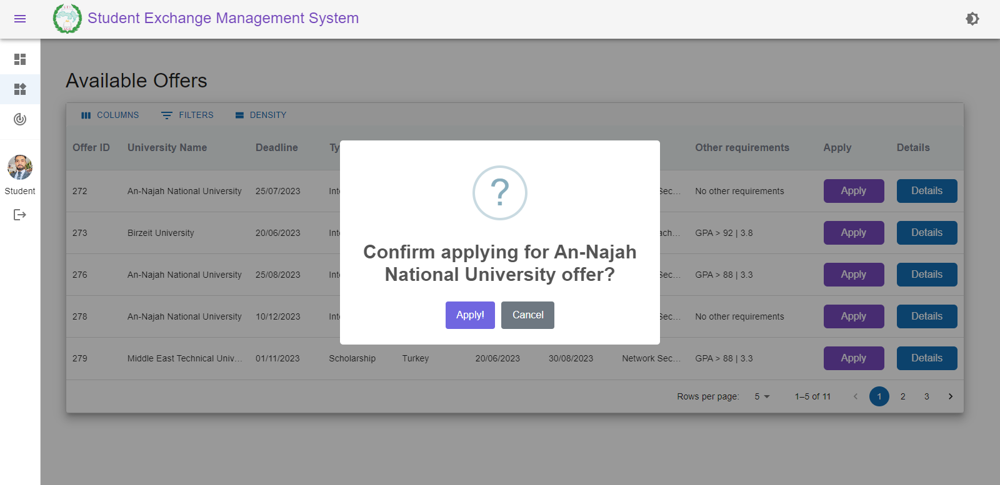 Student Exchange Management System
Available Offers
COLUMNS FILTERS DENSITY
Offer ID University Name Deadline Ty Other requirements Apply Details
272 An-Najah National University 25/07/2023 Int Sec... No other requirements Apply Details
273 Birzeit University 20/06/2023 Int ach... GPA > 92 | 3.8 Apply Details
276 An-Najah National University 25/08/2023 Int Sec... GPA > 88 | 3.3 Apply Details
278 An-Najah National University 10/12/2023 Int Sec... No other requirements Apply Details
279 Middle East Technical Univ... 01/11/2023 Scholarship Turkey 20/06/2023 30/08/2023 Network Sec... GPA > 88 | 3.3 Apply Details
Rows per page: 5 1–5 of 11 1 2 3
Student
?
Confirm applying for An-Najah
National University offer?
Apply! Cancel